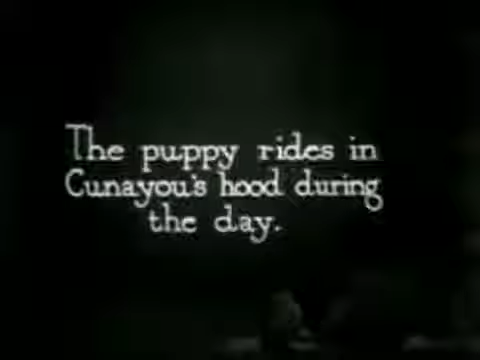 The puppy rides in
Cunayou's hood during
the day.